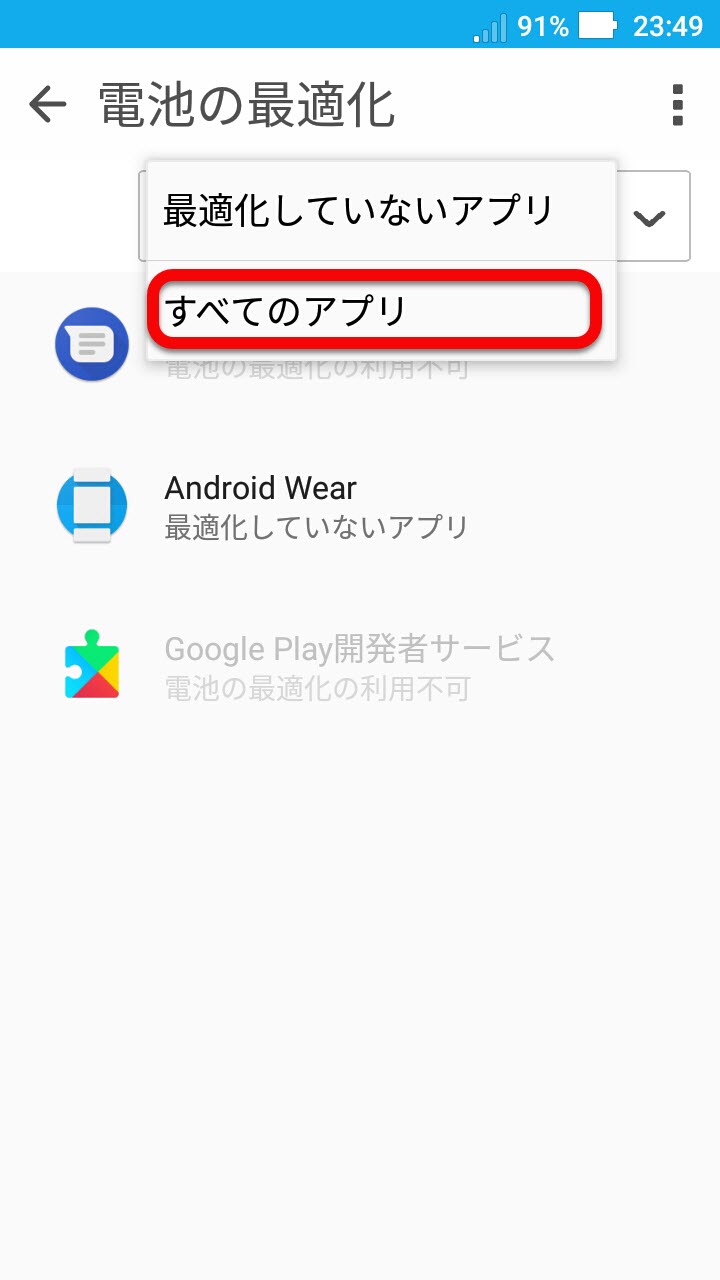 91% 23:49
電池の最適化
最適化していないアプリ
すべてのアプリ
電池の最適化の利用不可
Android Wear
最適化していないアプリ
Google Play開発者サービス
電池の最適化の利用不可